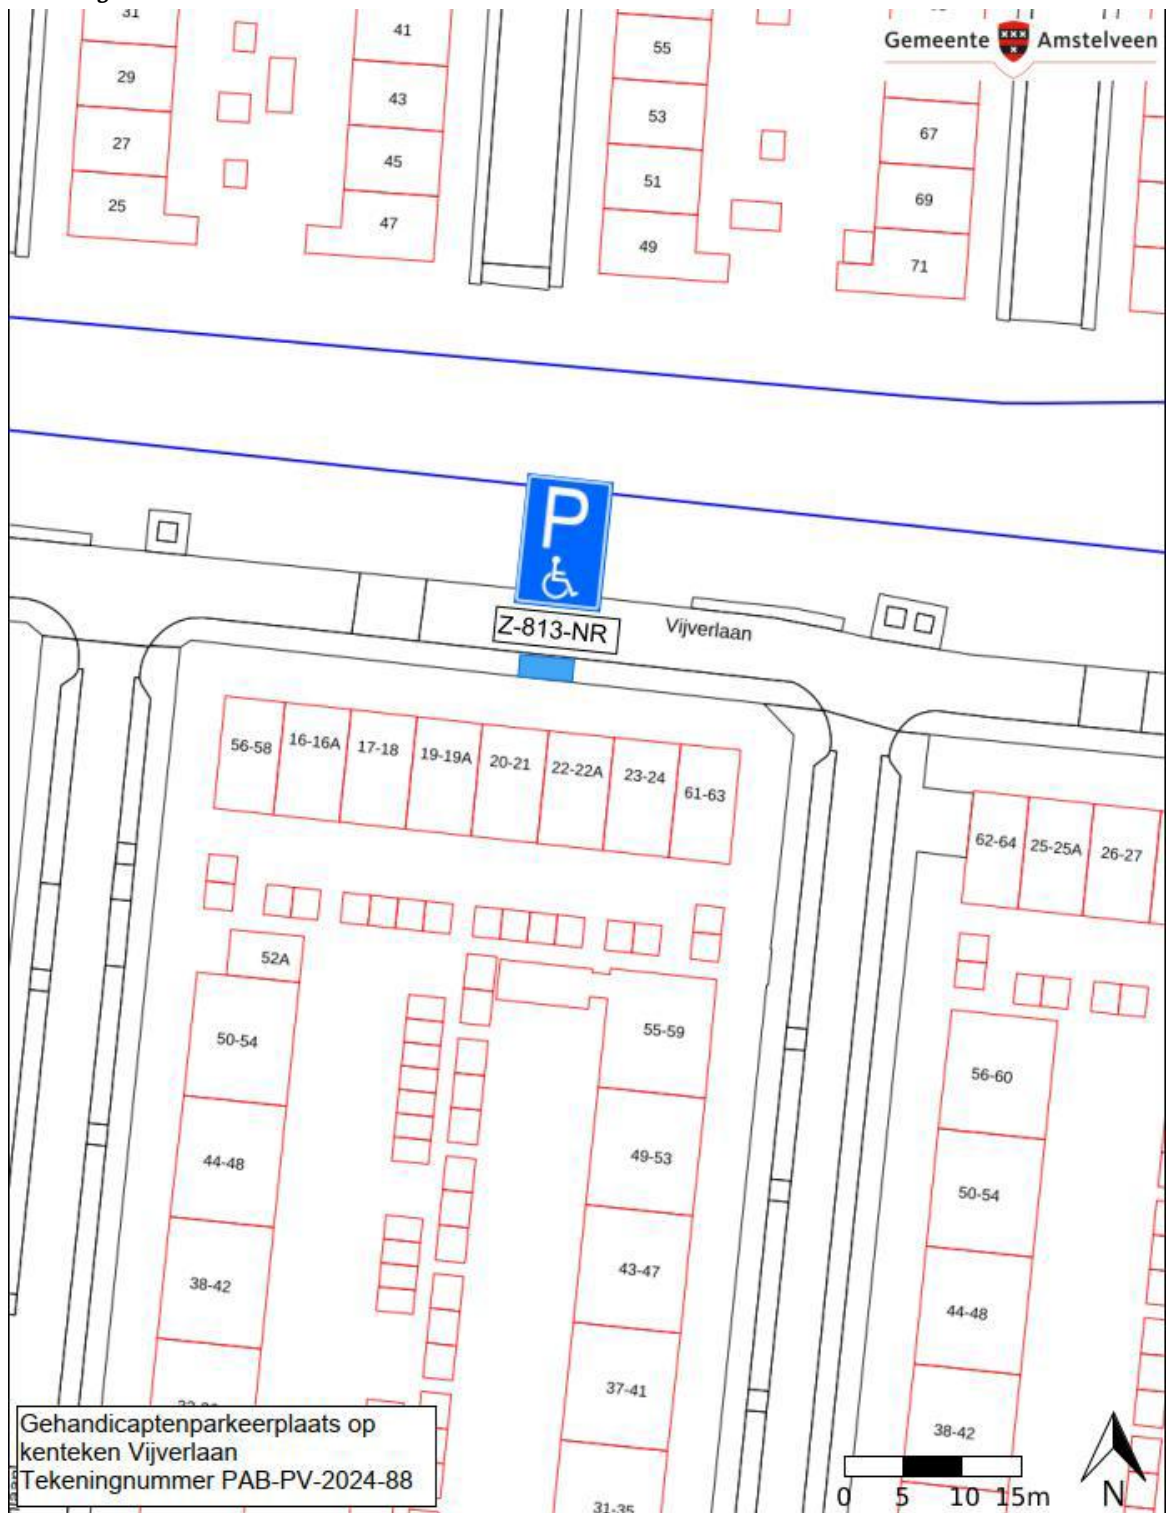 31
41
55
Gemeente Amstelveen
29
43
53
67
27
45
51
69
25
47
49
71
P
Z-813-NR
Vijverlaan
56-58
16-16A
17-18
19-19A
20-21
22-22A
23-24
61-63
62-64
25-25A
26-27
52A
50-54
55-59
56-60
44-48
49-53
50-54
38-42
43-47
44-48
37-41
38-42
31-35
Gehandicaptenparkeerplaats op
kenteken Vijverlaan
Tekeningnummer PAB-PV-2024-88
0 5 10 15m
N